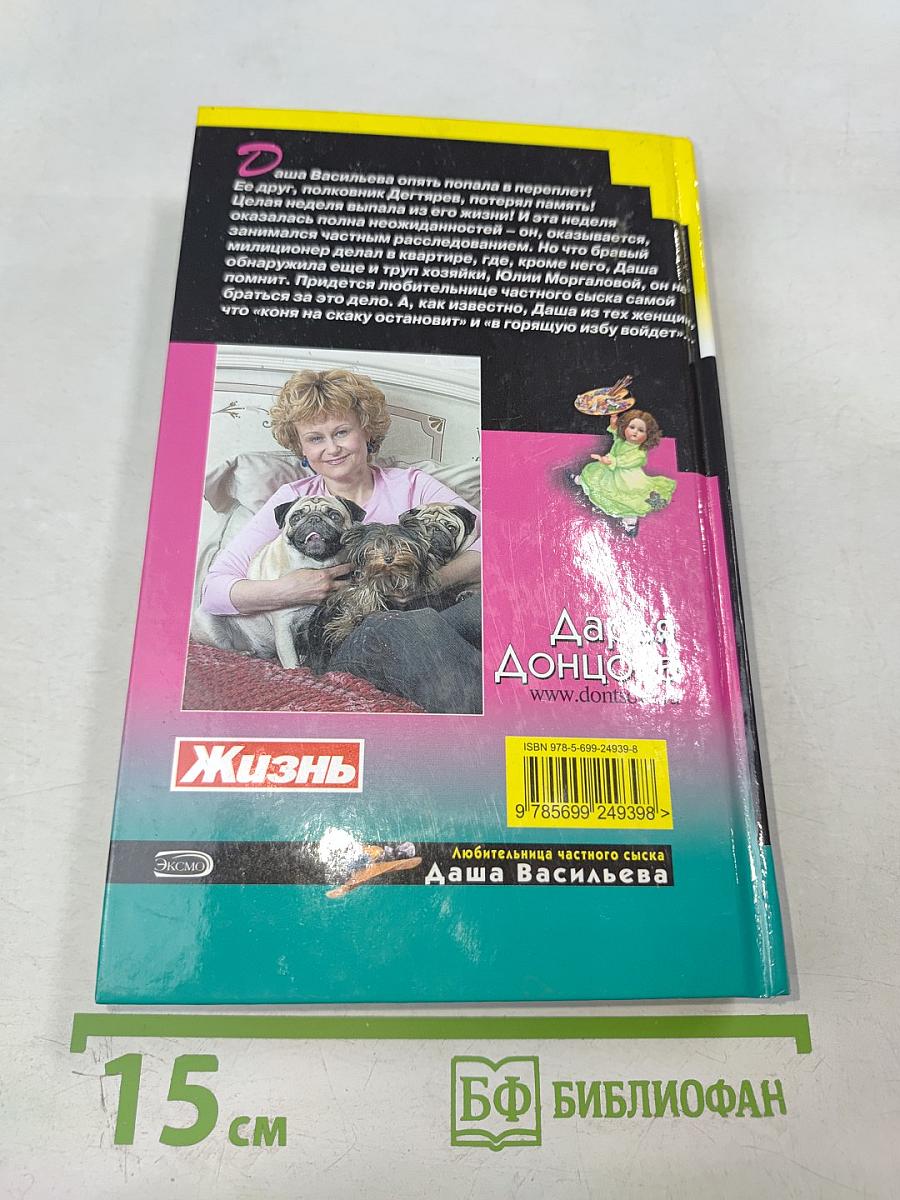 Даша Васильева опять попала в переплет!
Ее друг, полковник Дегтярев, потерял память!
Целая неделя выпала из его жизни! И эта неделя
оказалась полна неожиданностей – он, оказывается,
занимался частным расследованием. Но что бравый
милиционер делал в квартире, где, кроме него, Даша
обнаружила еще и труп хозяйки, Юлии Моргаловой, он не
помнит. Придется любительнице частного сыска самой
браться за это дело. А, как известно, Даша из тех женщин,
что «коня на скаку остановит» и «в горящую избу войдет»...
Дарья
Донцова
Жизнь
ISBN 978-5-699-24939-8
9 785699 249398 >
ЭКСМО
Любительница частного сыска
Даша Васильева
15 см
БФ БИБЛИОФАН